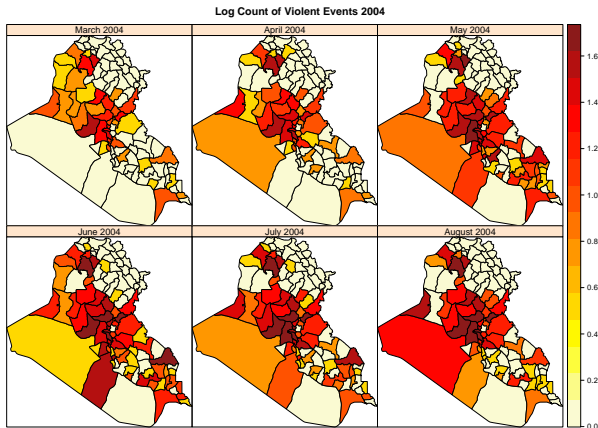 Log Count of Violent Events 2004
March 2004
April 2004
May 2004
June 2004
July 2004
August 2004
1.6
1.4
1.2
1.0
0.8
0.6
0.4
0.2
0.0